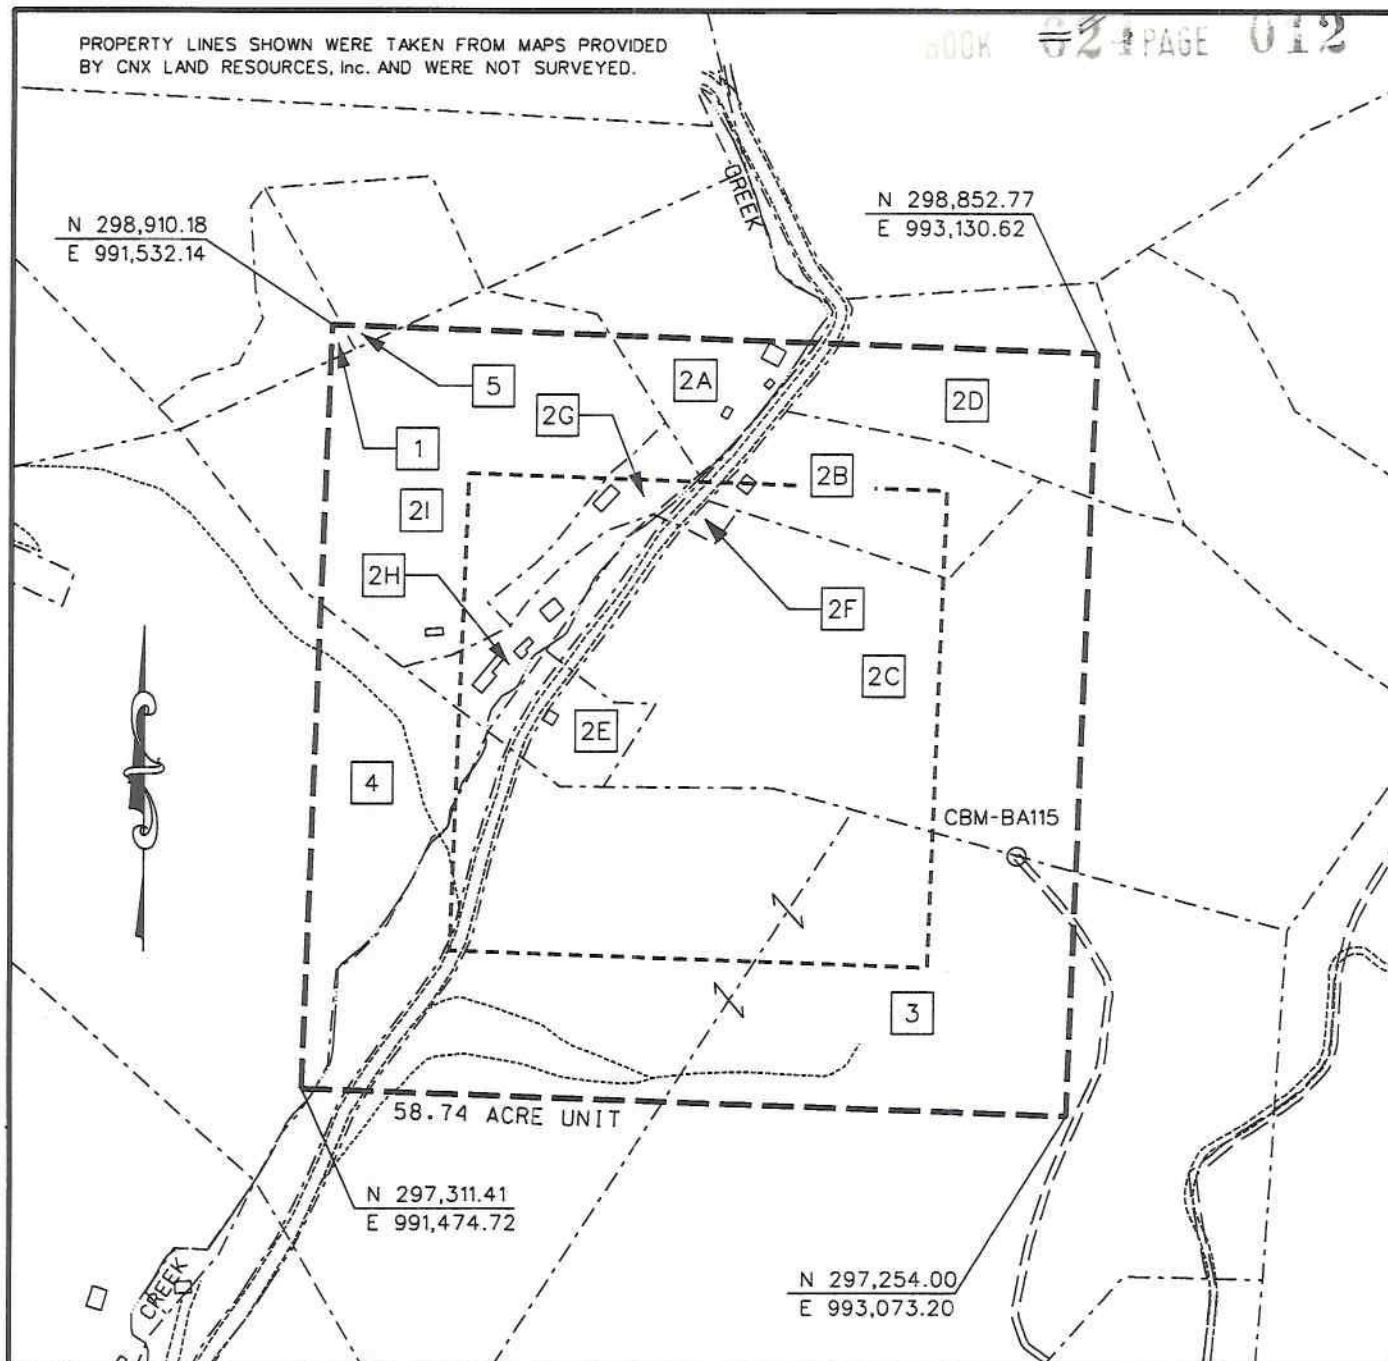 PROPERTY LINES SHOWN WERE TAKEN FROM MAPS PROVIDED
BY CNX LAND RESOURCES, Inc. AND WERE NOT SURVEYED.
BOOK 624 PAGE 012
CREEK
N 298,910.18
E 991,532.14
N 298,852.77
E 993,130.62
5
2A
2D
2G
1
2B
2I
2H
2F
2C
2E
4
CBM-BA115
3
58.74 ACRE UNIT
N 297,311.41
E 991,474.72
N 297,254.00
E 993,073.20
CREEK